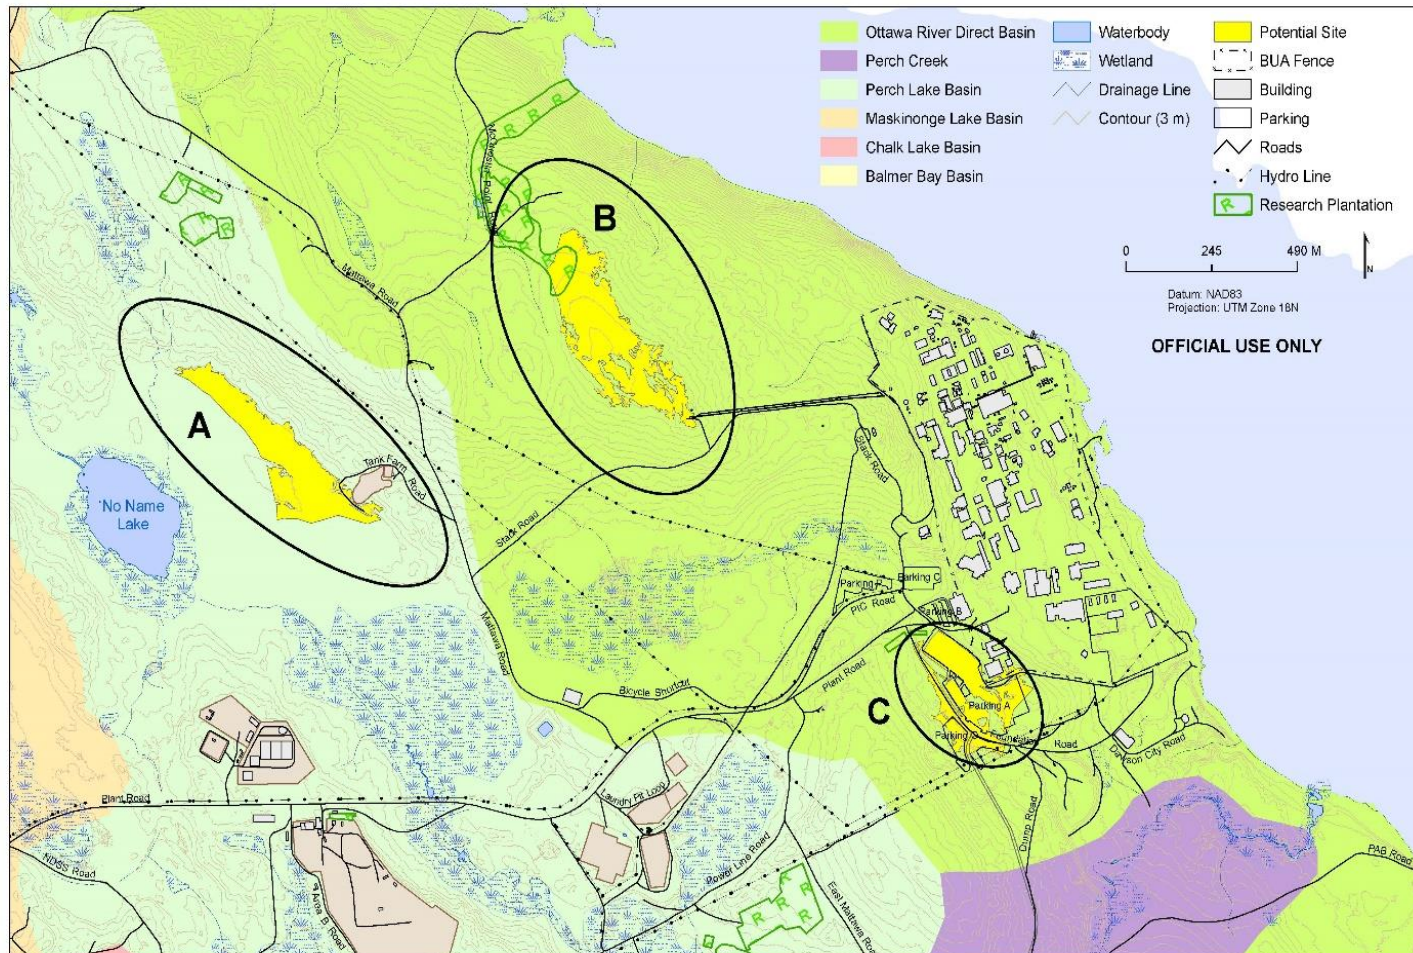 Ottawa River Direct Basin
Perch Creek
Perch Lake Basin
Maskinonge Lake Basin
Chalk Lake Basin
Balmer Bay Basin
Waterbody
Wetland
Drainage Line
Contour (3 m)
Potential Site
BUA Fence
Building
Parking
Roads
Hydro Line
R Research Plantation
0 245 490 M
N
Datum: NAD83
Projection: UTM Zone 18N
OFFICIAL USE ONLY
R
R
R
R
R
R
R
R
B
Mattawa Road
A
Tank Farm Road
No Name
Lake
Stack Road
Stack Road
Parking C
PIC Road
Parking B
Mattawa Road
Bicycle Shortcut
Plant Road
C
Parking A
Road
Dawson City Road
Plant Road
Laundry Pit Loop
Dump Road
NDSS Road
Area B Road
Power Line Road
East Mattawa Road
PAB Road
R
R
R
R
R